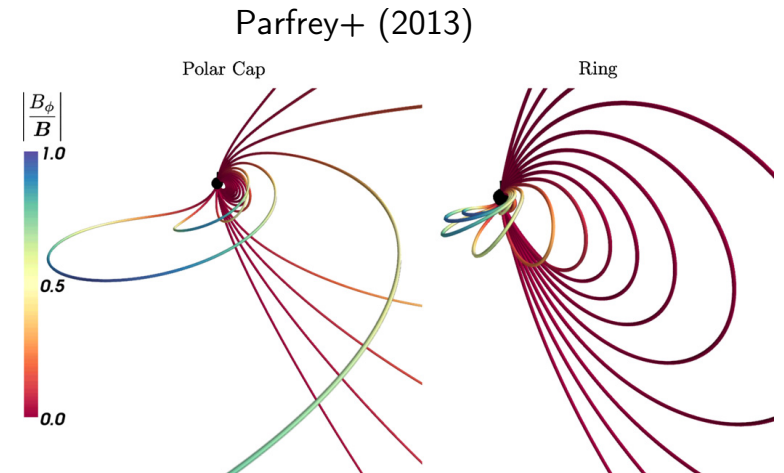 Parfrey+ (2013)
Polar Cap
Ring
|B_ϕ/B|
1.0
0.5
0.0